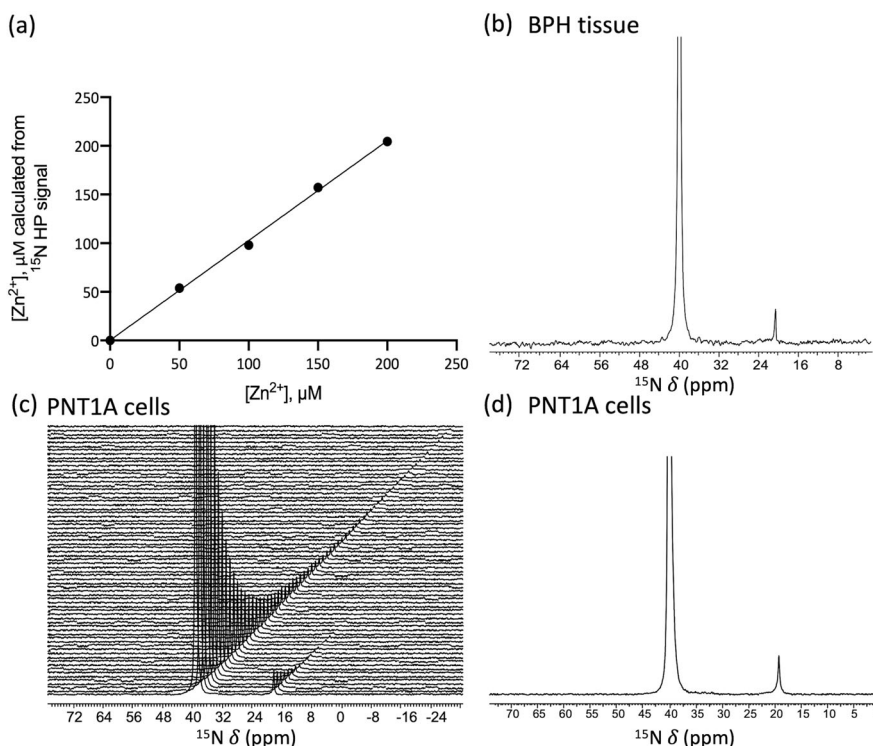 (a)
250
200
150
100
50
0
[Zn²⁺], µM calculated from
¹⁵N HP signal
0 50 100 150 200 250
[Zn²⁺], µM
(b) BPH tissue
72 64 56 48 40 32 24 16 8
¹⁵N δ (ppm)
(c) PNT1A cells
72 64 56 48 40 32 24 16 8 0 -8 -16 -24
¹⁵N δ (ppm)
(d) PNT1A cells
70 65 60 55 50 45 40 35 30 25 20 15 10 5
¹⁵N δ (ppm)